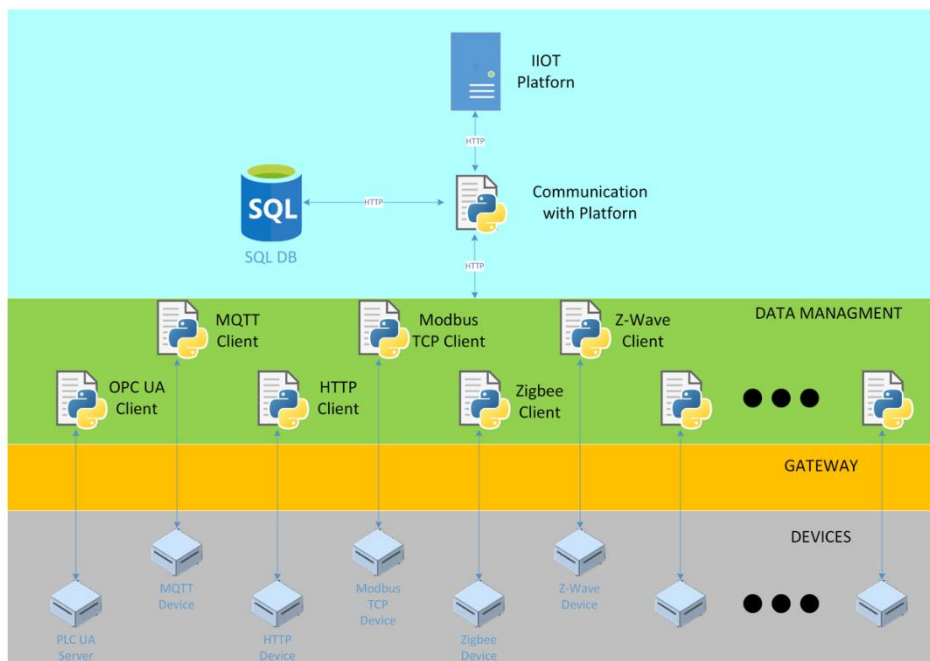 IIOT
Platforn
HTTP
SQL
HTTP
Communication
with Platforn
SQL DB
HTTP
DATA MANAGMENT
MQTT
Client
Modbus
TCP Client
Z-Wave
Client
OPC UA
Client
HTTP
Client
Zigbee
Client
GATEWAY
DEVICES
MQTT
Device
Modbus
TCP
Device
Z-Wave
Device
PLC UA
Server
HTTP
Device
Zigbee
Device